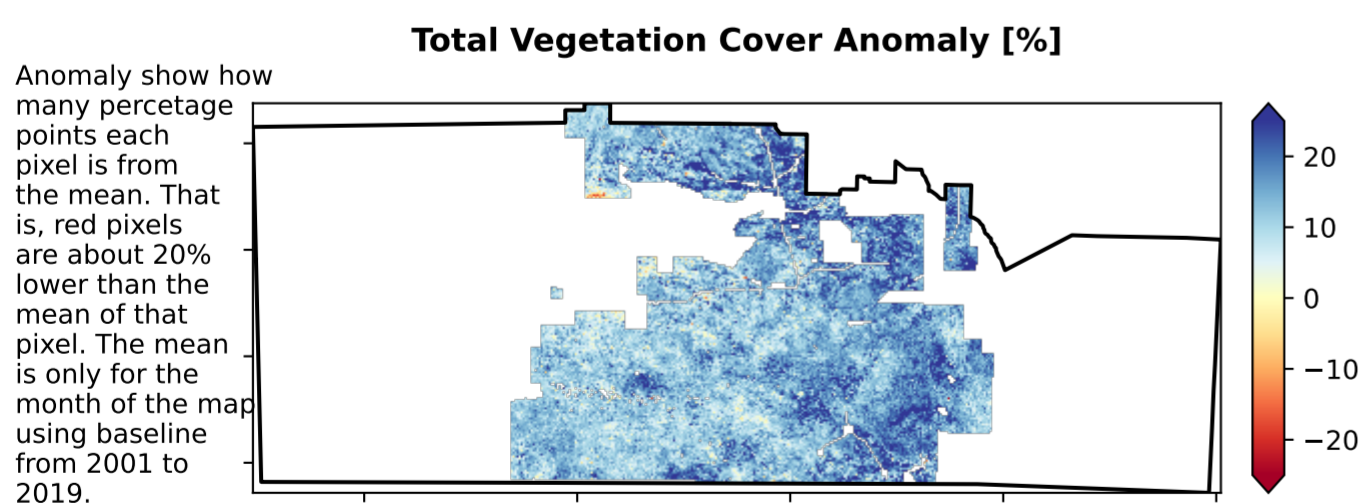 Total Vegetation Cover Anomaly [%]
Anomaly show how
many percetage
points each
pixel is from
the mean. That
is, red pixels
are about 20%
lower than the
mean of that
pixel. The mean
is only for the
month of the map
using baseline
from 2001 to
2019.
20
10
0
−10
−20